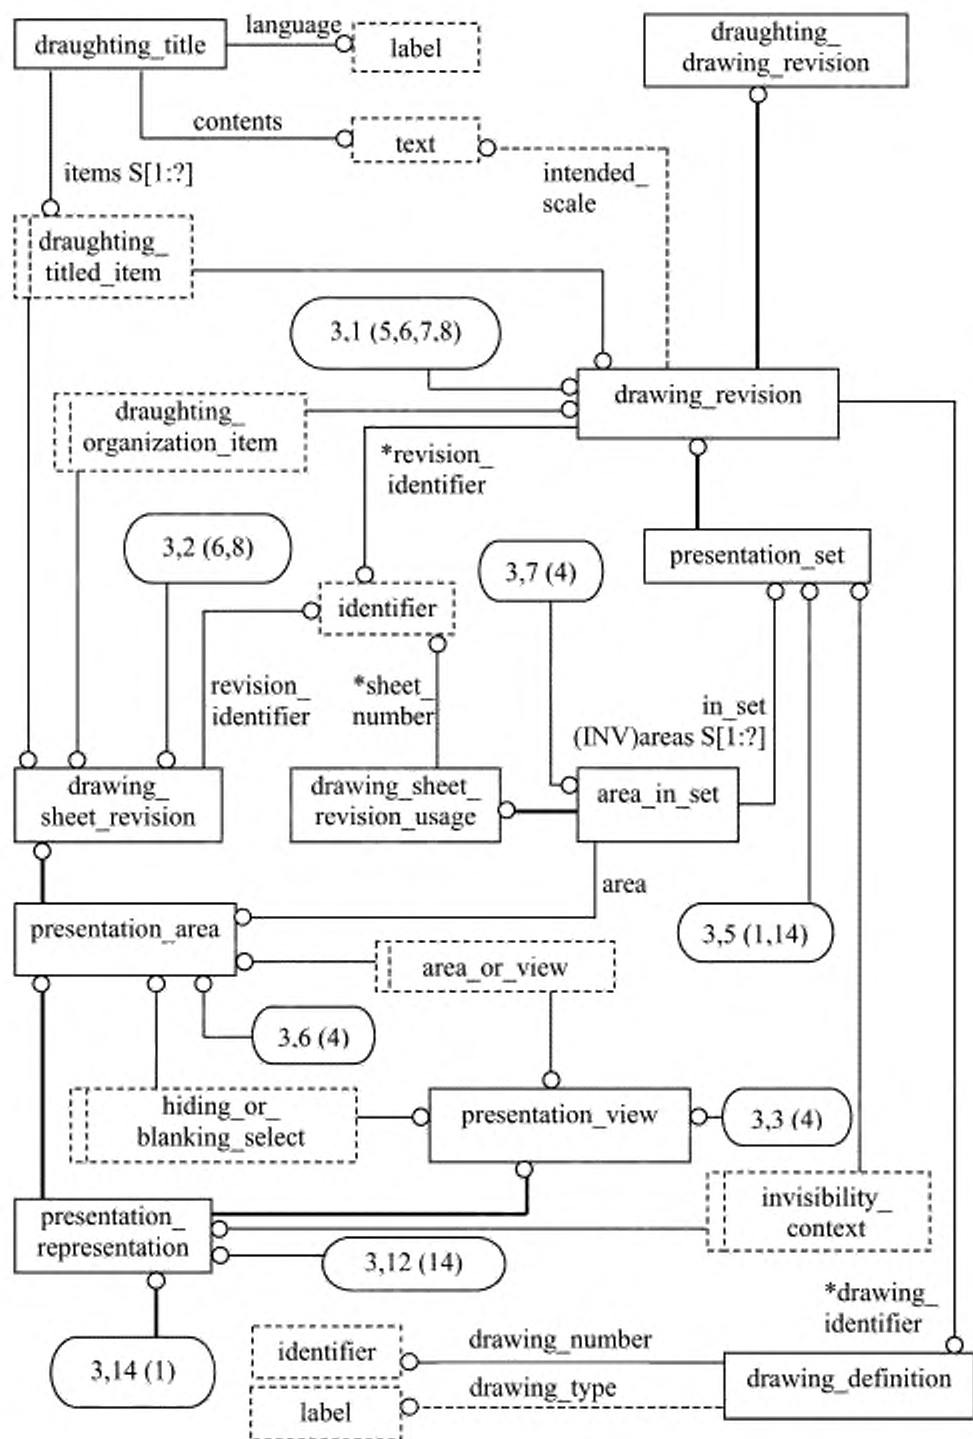 draughting_title
language
label
draughting_
drawing_revision
contents
text
items S[1:?]
intended_
scale
draughting_
titled_item
3,1 (5,6,7,8)
drawing_revision
draughting_
organization_item
*revision_
identifier
3,2 (6,8)
3,7 (4)
presentation_set
identifier
revision_
identifier
*sheet_
number
in_set
(INV)areas S[1:?]
drawing_
sheet_revision
drawing_sheet_
revision_usage
area_in_set
area
presentation_area
3,5 (1,14)
area_or_view
3,6 (4)
hiding_or_
blanking_select
presentation_view
3,3 (4)
presentation_
representation
invisibility_
context
3,12 (14)
*drawing_
identifier
3,14 (1)
identifier
drawing_number
drawing_type
drawing_definition
label